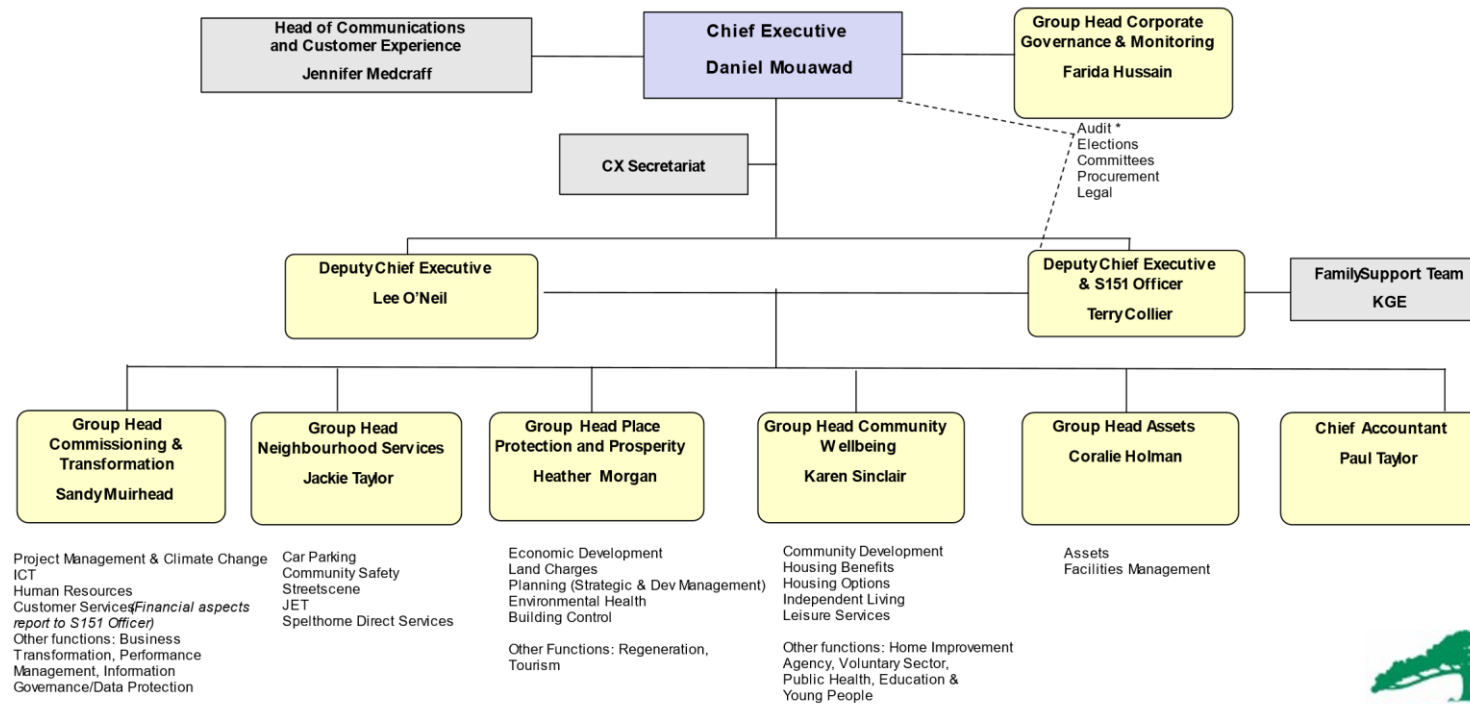 Head of Communications
and Customer Experience
Jennifer Medcraff
Chief Executive
Daniel Mouawad
Group Head Corporate
Governance & Monitoring
Farida Hussain
Audit *
Elections
Committees
Procurement
Legal
CX Secretariat
Deputy Chief Executive
Lee O'Neil
Deputy Chief Executive
& S151 Officer
Terry Collier
Family Support Team
KGE
Group Head
Commissioning &
Transformation
Sandy Muirhead
Group Head
Neighbourhood Services
Jackie Taylor
Group Head Place
Protection and Prosperity
Heather Morgan
Group Head Community
Wellbeing
Karen Sinclair
Group Head Assets
Coralie Holman
Chief Accountant
Paul Taylor
Project Management & Climate Change
ICT
Human Resources
Customer Services(Financial aspects
report to S151 Officer)
Other functions: Business
Transformation, Performance
Management, Information
Governance/Data Protection
Car Parking
Community Safety
Streetscene
JET
Spelthorne Direct Services
Economic Development
Land Charges
Planning (Strategic & Dev Management)
Environmental Health
Building Control
Other Functions: Regeneration,
Tourism
Community Development
Housing Benefits
Housing Options
Independent Living
Leisure Services
Other functions: Home Improvement
Agency, Voluntary Sector,
Public Health, Education &
Young People
Assets
Facilities Management